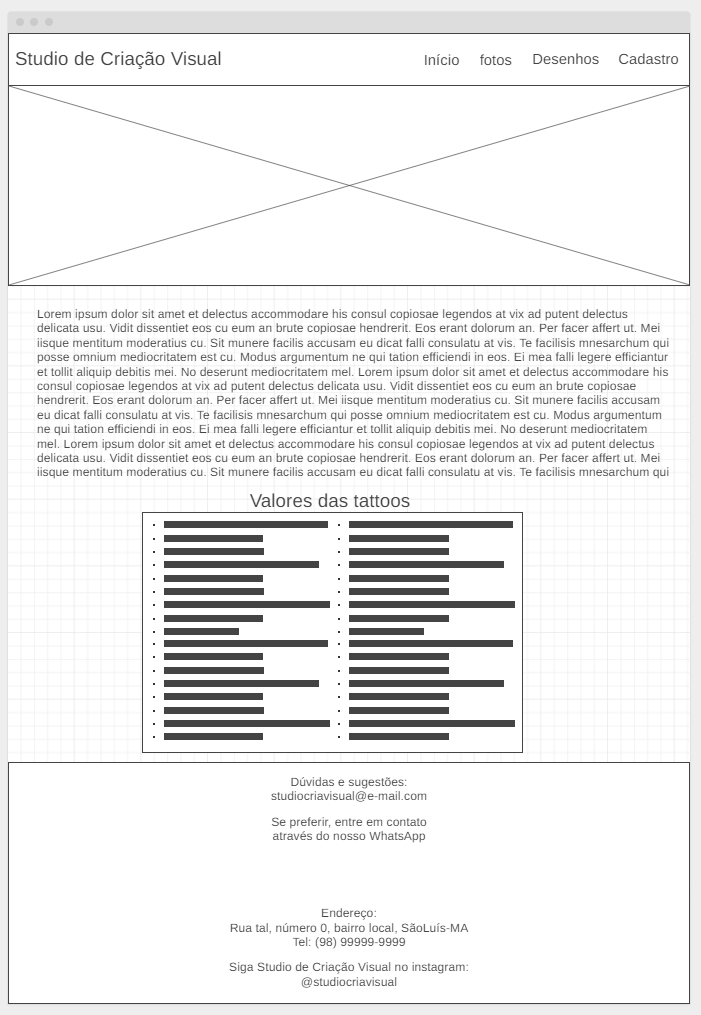 Studio de Criação Visual
Início fotos Desenhos Cadastro
Lorem ipsum dolor sit amet et delectus accommodare his consul copiosae legendos at vix ad putent delectus
delicata usu. Vidit dissentiet eos cu eum an brute copiosae hendrerit. Eos erant dolorum an. Per facer affert ut. Mei
iisque mentitum moderatius cu. Sit munere facilis accusam eu dicat falli consulatu at vis. Te facilisis mnesarchum qui
posse omnium mediocritatem est cu. Modus argumentum ne qui tation efficiendi in eos. Ei mea falli legere efficiantur
et tollit aliquip debitis mei. No deserunt mediocritatem mel. Lorem ipsum dolor sit amet et delectus accommodare his
consul copiosae legendos at vix ad putent delectus delicata usu. Vidit dissentiet eos cu eum an brute copiosae
hendrerit. Eos erant dolorum an. Per facer affert ut. Mei iisque mentitum moderatius cu. Sit munere facilis accusam
eu dicat falli consulatu at vis. Te facilisis mnesarchum qui posse omnium mediocritatem est cu. Modus argumentum
ne qui tation efficiendi in eos. Ei mea falli legere efficiantur et tollit aliquip debitis mei. No deserunt mediocritatem
mel. Lorem ipsum dolor sit amet et delectus accommodare his consul copiosae legendos at vix ad putent delectus
delicata usu. Vidit dissentiet eos cu eum an brute copiosae hendrerit. Eos erant dolorum an. Per facer affert ut. Mei
iisque mentitum moderatius cu. Sit munere facilis accusam eu dicat falli consulatu at vis. Te facilisis mnesarchum qui
Valores das tattoos
Dúvidas e sugestões:
studiocriavisual@e-mail.com
Se preferir, entre em contato
através do nosso WhatsApp
Endereço:
Rua tal, número 0, bairro local, SãoLuís-MA
Tel: (98) 99999-9999
Siga Studio de Criação Visual no instagram:
@studiocriavisual